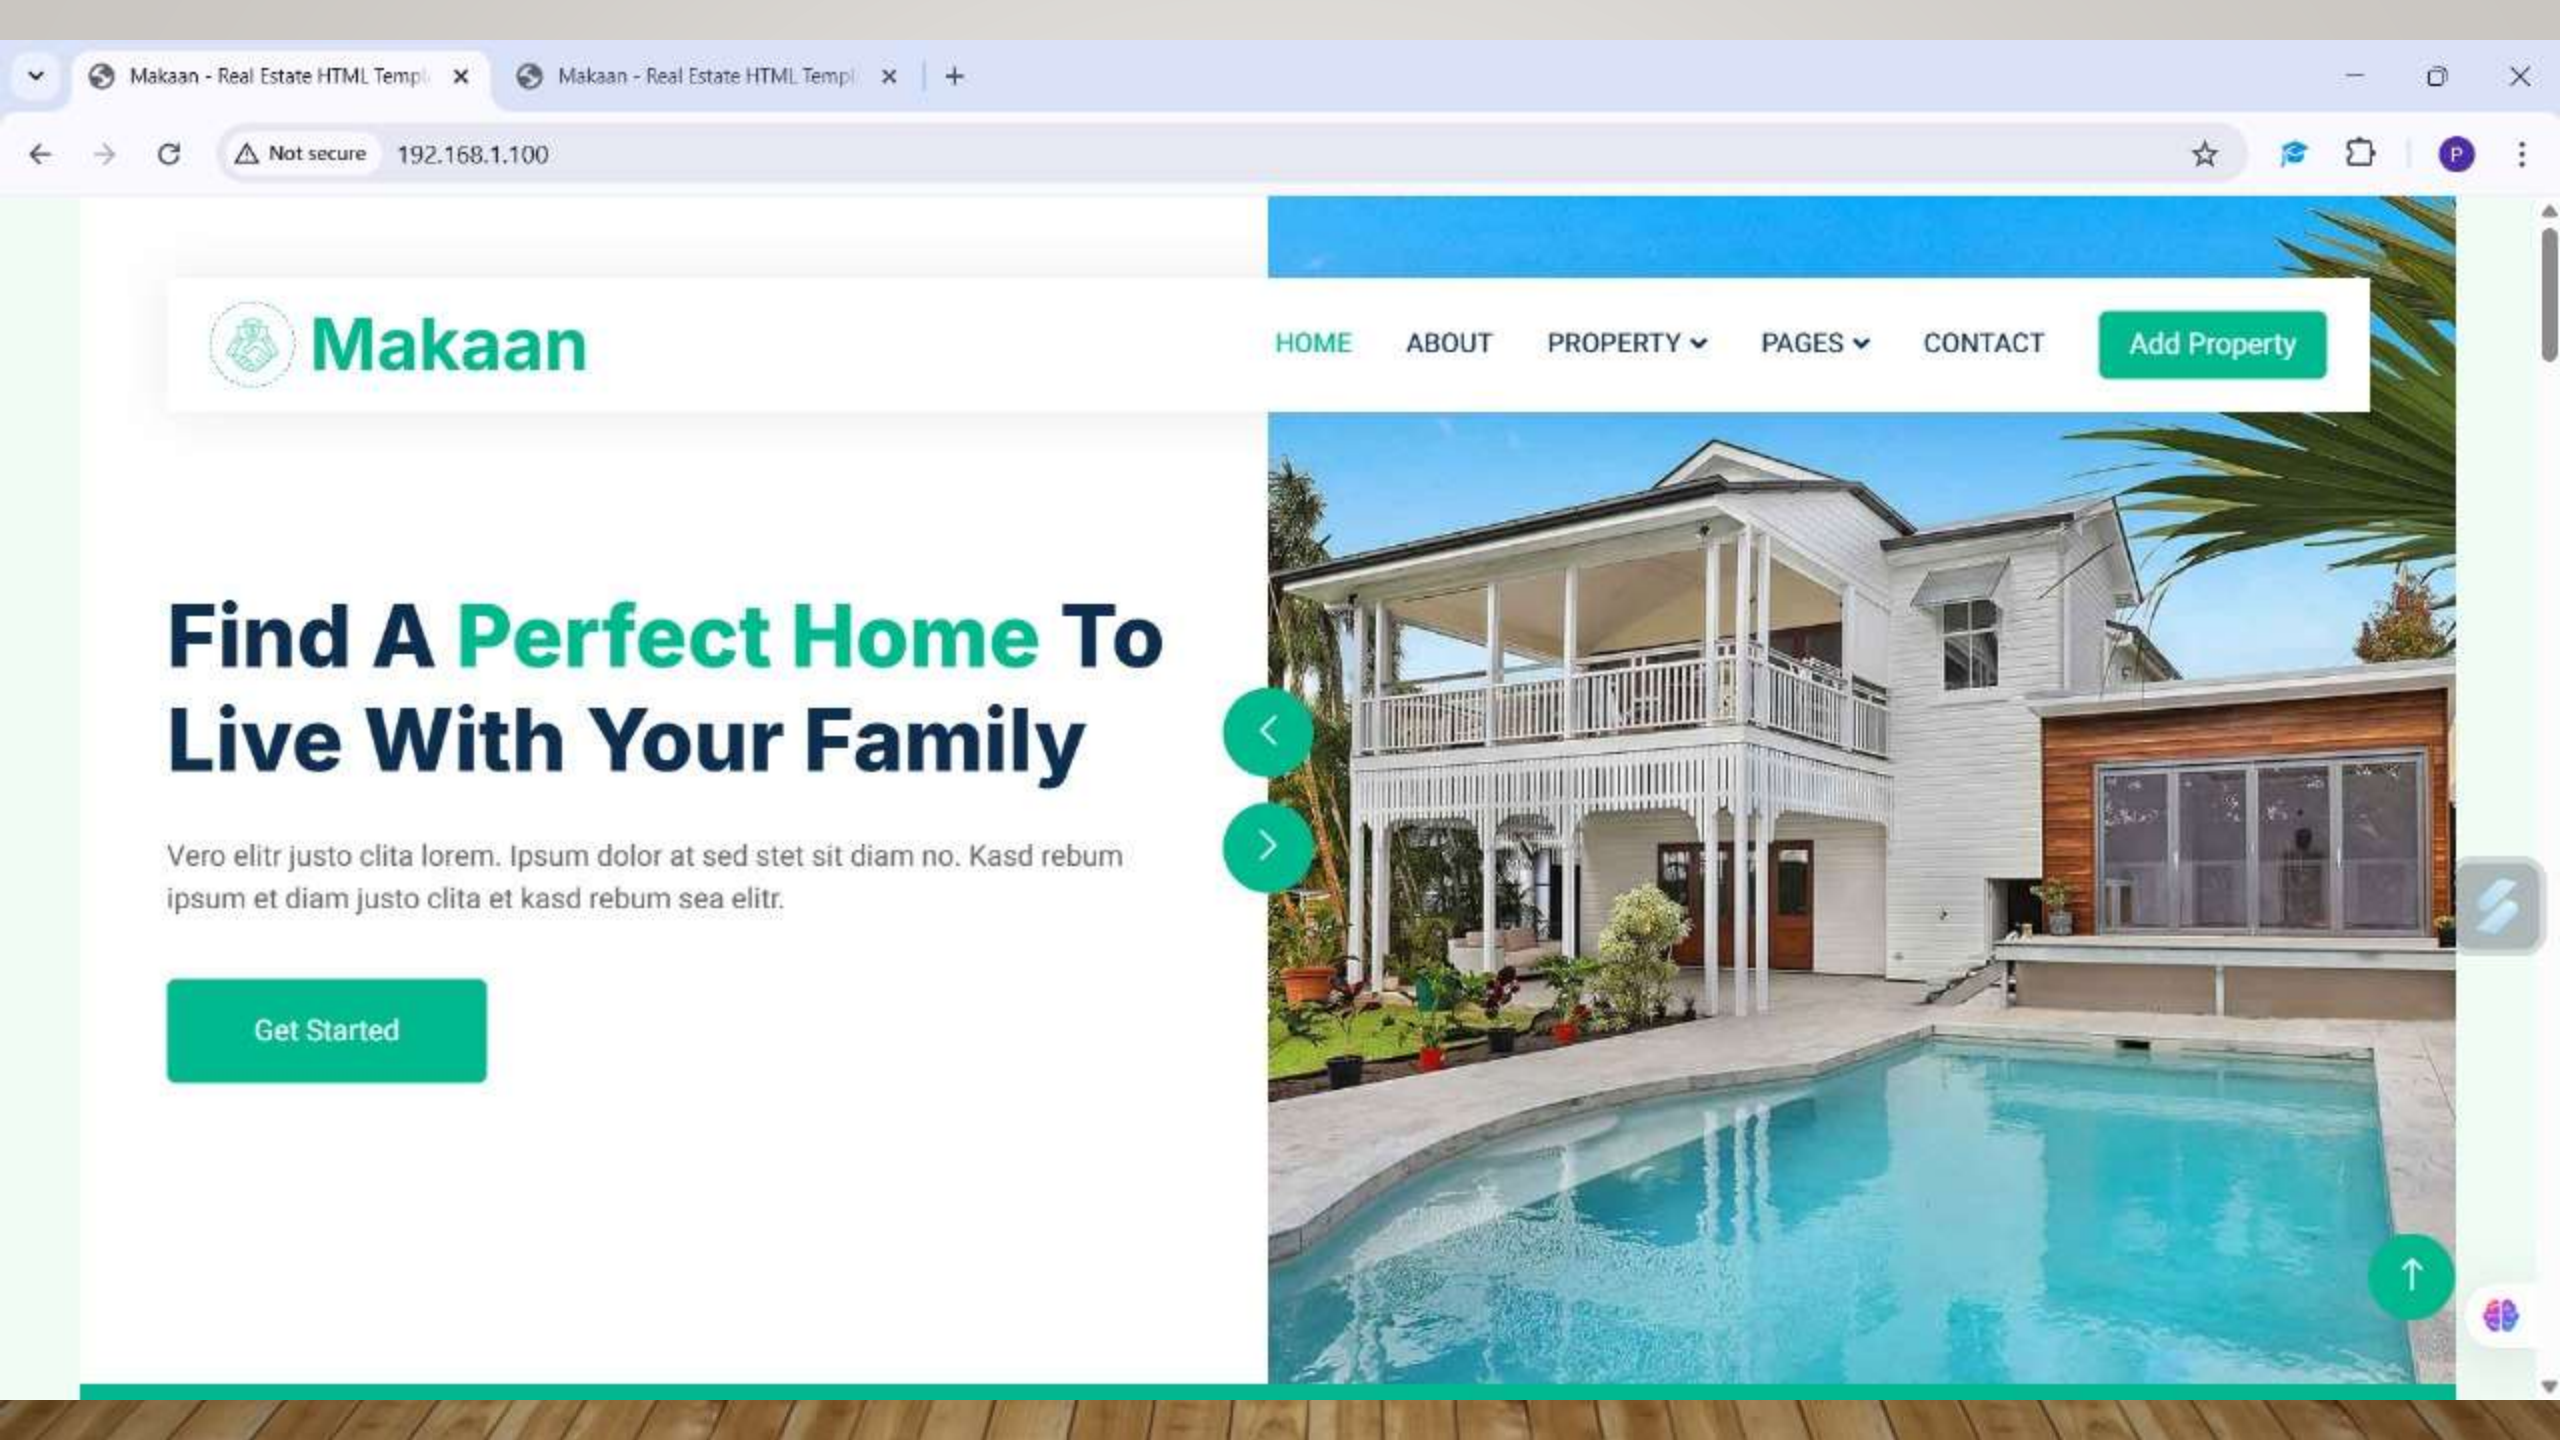 Makaan - Real Estate HTML Templ
Makaan - Real Estate HTML Templ
Not secure
192.168.1.100
P
Makaan
HOME
ABOUT
PROPERTY
PAGES
CONTACT
Add Property
Find A Perfect Home To
Live With Your Family
Vero elitr justo clita lorem. Ipsum dolor at sed stet sit diam no. Kasd rebum
ipsum et diam justo clita et kasd rebum sea elitr.
Get Started